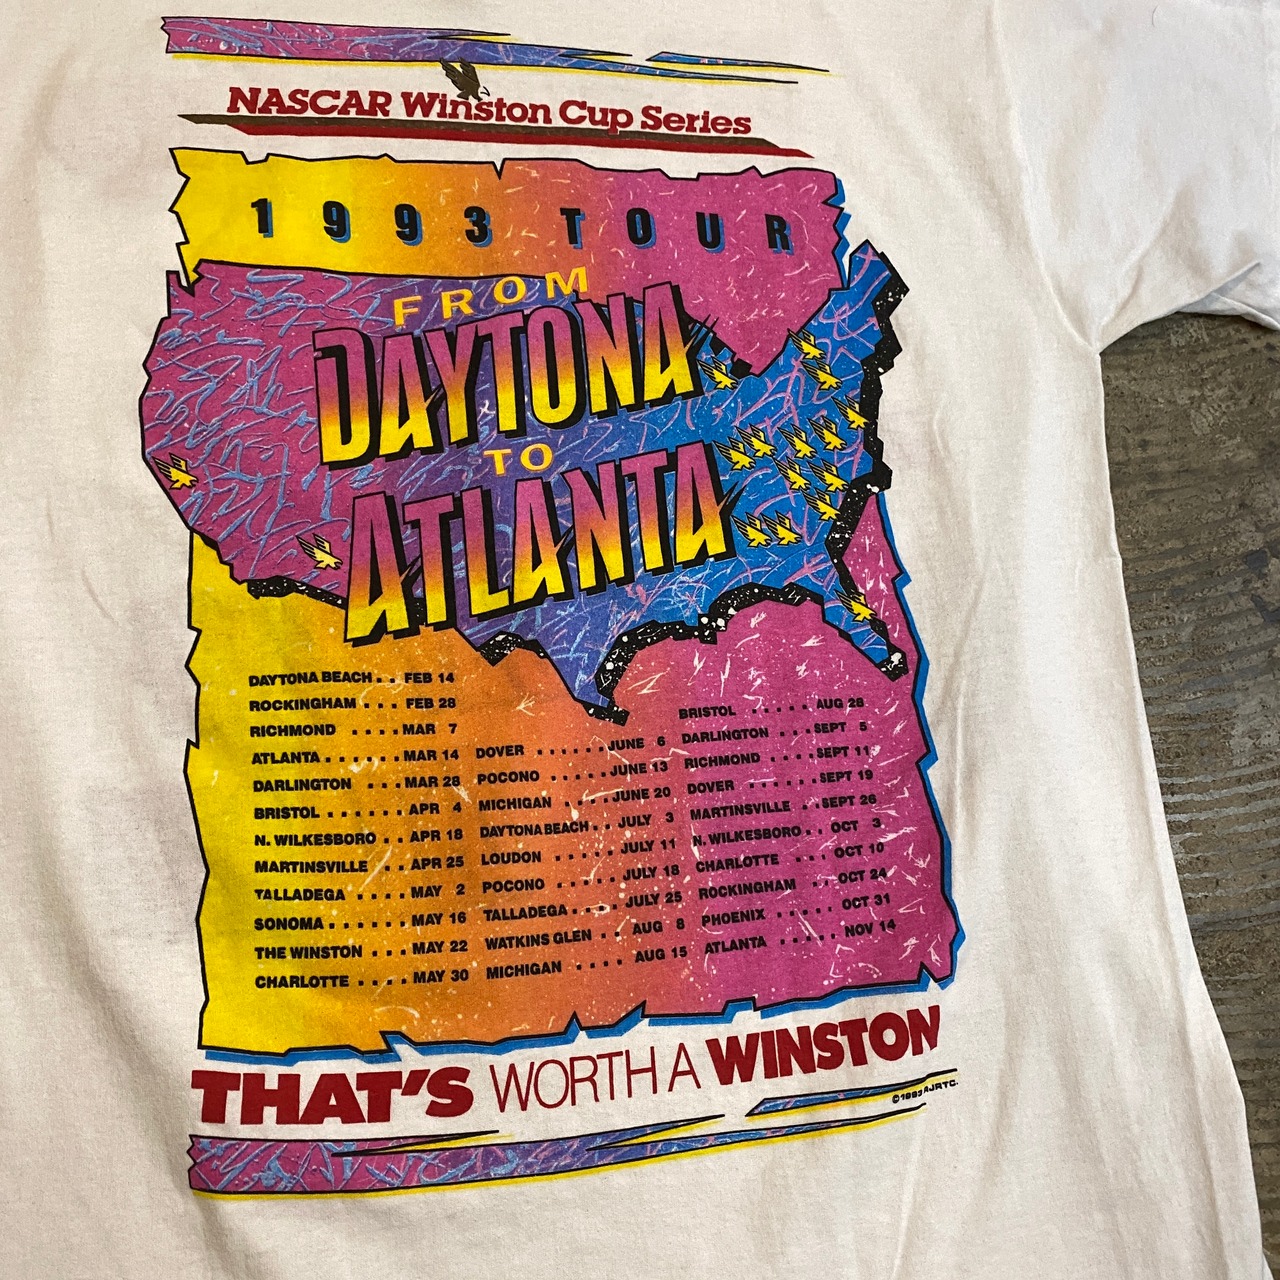 NASCAR Winston Cup Series
1993 TOUR
FROM
DAYTONA
TO
ATLANTA
DAYTONA BEACH . . FEB 14
ROCKINGHAM . . . FEB 28
RICHMOND . . . . MAR 7
ATLANTA . . . . . . MAR 14
DARLINGTON . . . MAR 28
BRISTOL . . . . . . APR 4
N. WILKESBORO . . APR 18
MARTINSVILLE . . APR 25
TALLADEGA . . . . MAY 2
SONOMA . . . . . . MAY 16
THE WINSTON . . . MAY 22
CHARLOTTE . . . . MAY 30
DOVER . . . . . . JUNE 6
POCONO . . . . . JUNE 13
MICHIGAN . . . . JUNE 20
DAYTONA BEACH . . JULY 3
LOUDON . . . . . JULY 11
POCONO . . . . . JULY 18
TALLADEGA . . . . JULY 25
WATKINS GLEN . . AUG 8
MICHIGAN . . . . AUG 15
BRISTOL . . . . . AUG 28
DARLINGTON . . . SEPT 5
RICHMOND . . . . SEPT 11
DOVER . . . . . . SEPT 19
MARTINSVILLE . . SEPT 26
N. WILKESBORO . . OCT 3
CHARLOTTE . . . OCT 10
ROCKINGHAM . . OCT 24
PHOENIX . . . . . OCT 31
ATLANTA . . . . . NOV 14
THAT'S WORTH A WINSTON
©1993 RJRTC.